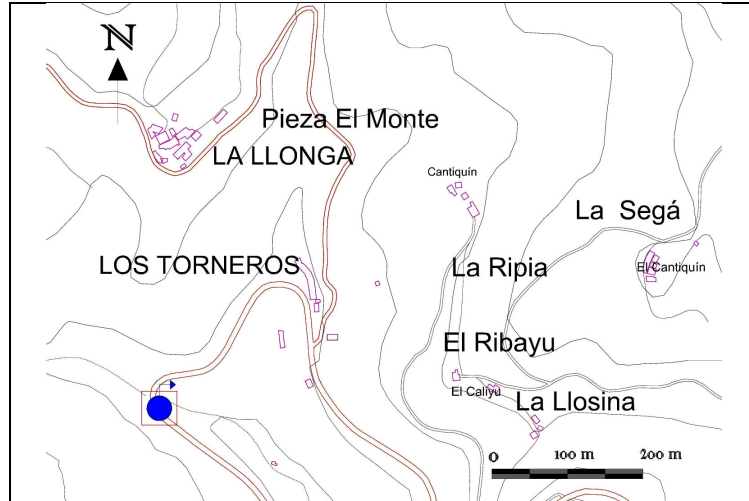 N
Pieza El Monte
LA LLONGA
Cantiquín
La Segá
LOS TORNEROS
La Ripia
El Cantiquín
El Ribayu
El Caliyu
La Llosina
0 100 m 200 m